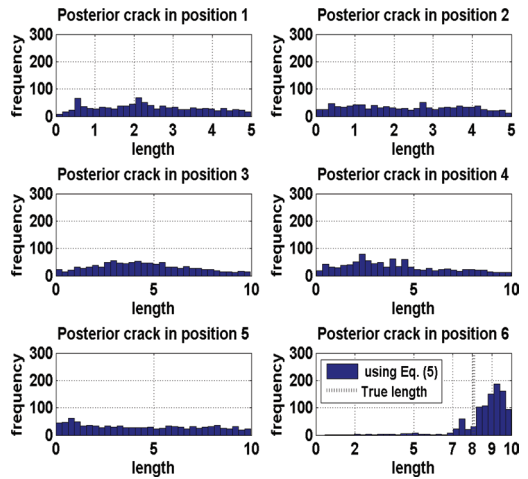 Posterior crack in position 1
300
200
100
0
frequency
0 1 2 3 4 5
length
Posterior crack in position 2
300
200
100
0
frequency
0 1 2 3 4 5
length
Posterior crack in position 3
300
200
100
0
frequency
0 5 10
length
Posterior crack in position 4
300
200
100
0
frequency
0 5 10
length
Posterior crack in position 5
300
200
100
0
frequency
0 5 10
length
Posterior crack in position 6
300
200
100
0
frequency
using Eq. (5)
True length
0 2 4 5 6 7 8 9 10
length